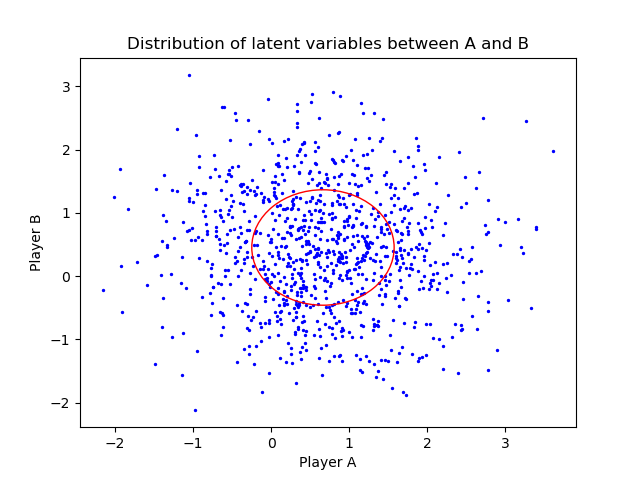 Distribution of latent variables between A and B
3
2
1
0
−1
−2
Player B
−2 −1 0 1 2 3
Player A